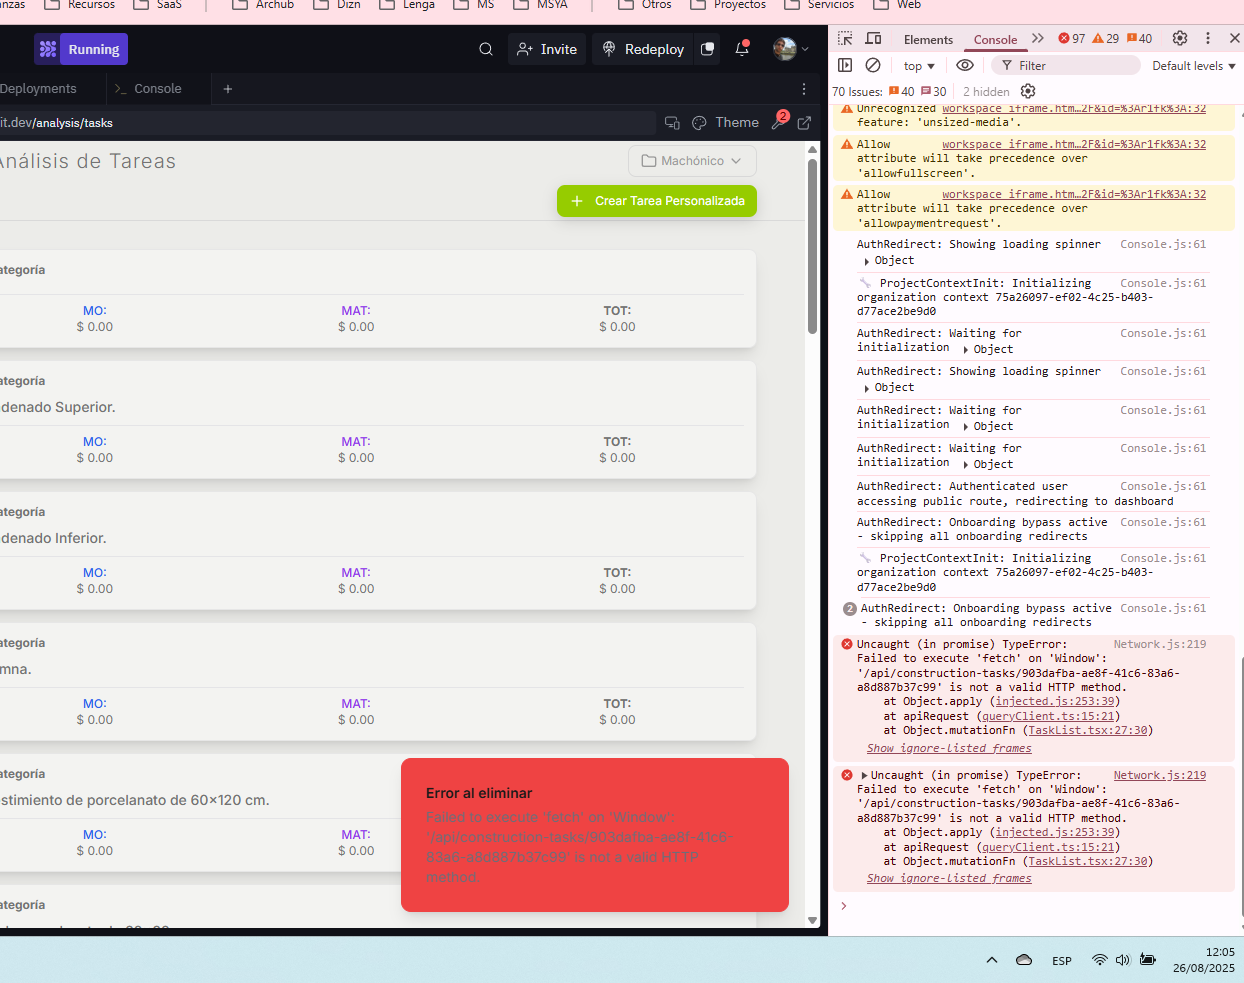 Recursos
SaaS
Archub
Dizn
Lenga
MS
MSYA
Otros
Proyectos
Servicios
Web
Running
Invite
Redeploy
Deployments
Console
it.dev/analysis/tasks
Theme
2
Análisis de Tareas
Machónico
Crear Tarea Personalizada
ategoría
MO:
MAT:
TOT:
$ 0.00
$ 0.00
$ 0.00
ategoría
denado Superior.
MO:
MAT:
TOT:
$ 0.00
$ 0.00
$ 0.00
ategoría
denado Inferior.
MO:
MAT:
TOT:
$ 0.00
$ 0.00
$ 0.00
ategoría
mna.
MO:
MAT:
TOT:
$ 0.00
$ 0.00
$ 0.00
ategoría
stimiento de porcelanato de 60x120 cm.
MO:
MAT:
$ 0.00
$ 0.00
ategoría
Error al eliminar
Failed to execute 'fetch' on 'Window':
'/api/construction-tasks/903dafba-ae8f-41c6-
83a6-a8d887b37c99' is not a valid HTTP
method.
Elements
Console
97
29
40
top
Filter
Default levels
70 Issues:
40
30
2 hidden
Unrecognized workspace iframe.htm…2F&id=%3Ar1fk%3A:32
feature: 'unsized-media'.
Allow workspace iframe.htm…2F&id=%3Ar1fk%3A:32
attribute will take precedence over
'allowfullscreen'.
Allow workspace iframe.htm…2F&id=%3Ar1fk%3A:32
attribute will take precedence over
'allowpaymentrequest'.
AuthRedirect: Showing loading spinner Console.js:61
Object
ProjectContextInit: Initializing Console.js:61
organization context 75a26097-ef02-4c25-b403-
d77ace2be9d0
AuthRedirect: Waiting for Console.js:61
initialization Object
AuthRedirect: Showing loading spinner Console.js:61
Object
AuthRedirect: Waiting for Console.js:61
initialization Object
AuthRedirect: Waiting for Console.js:61
initialization Object
AuthRedirect: Authenticated user Console.js:61
accessing public route, redirecting to dashboard
AuthRedirect: Onboarding bypass active Console.js:61
- skipping all onboarding redirects
ProjectContextInit: Initializing Console.js:61
organization context 75a26097-ef02-4c25-b403-
d77ace2be9d0
2 AuthRedirect: Onboarding bypass active Console.js:61
- skipping all onboarding redirects
Uncaught (in promise) TypeError: Network.js:219
Failed to execute 'fetch' on 'Window':
'/api/construction-tasks/903dafba-ae8f-41c6-83a6-
a8d887b37c99' is not a valid HTTP method.
at Object.apply (injected.js:253:39)
at apiRequest (queryClient.ts:15:21)
at Object.mutationFn (TaskList.tsx:27:30)
Show ignore-listed frames
Uncaught (in promise) TypeError: Network.js:219
Failed to execute 'fetch' on 'Window':
'/api/construction-tasks/903dafba-ae8f-41c6-83a6-
a8d887b37c99' is not a valid HTTP method.
at Object.apply (injected.js:253:39)
at apiRequest (queryClient.ts:15:21)
at Object.mutationFn (TaskList.tsx:27:30)
Show ignore-listed frames
ESP
12:05
26/08/2025